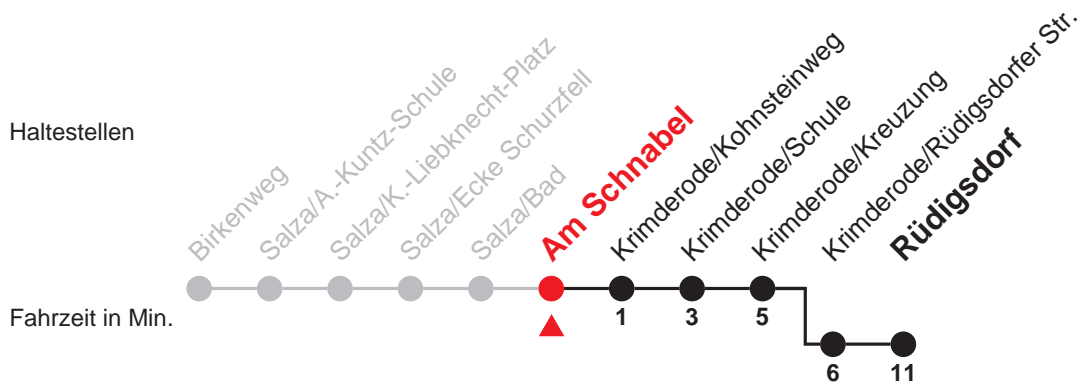 Haltestellen
Birkenweg
Salza/A.-Kuntz-Schule
Salza/K.-Liebknecht-Platz
Salza/Ecke Schurzfell
Salza/Bad
Am Schnabel
Krimderode/Kohnsteinweg
Krimderode/Schule
Krimderode/Kreuzung
Krimderode/Rüdigsdorfer Str.
Rüdigsdorf
Fahrzeit in Min.
1
3
5
6
11